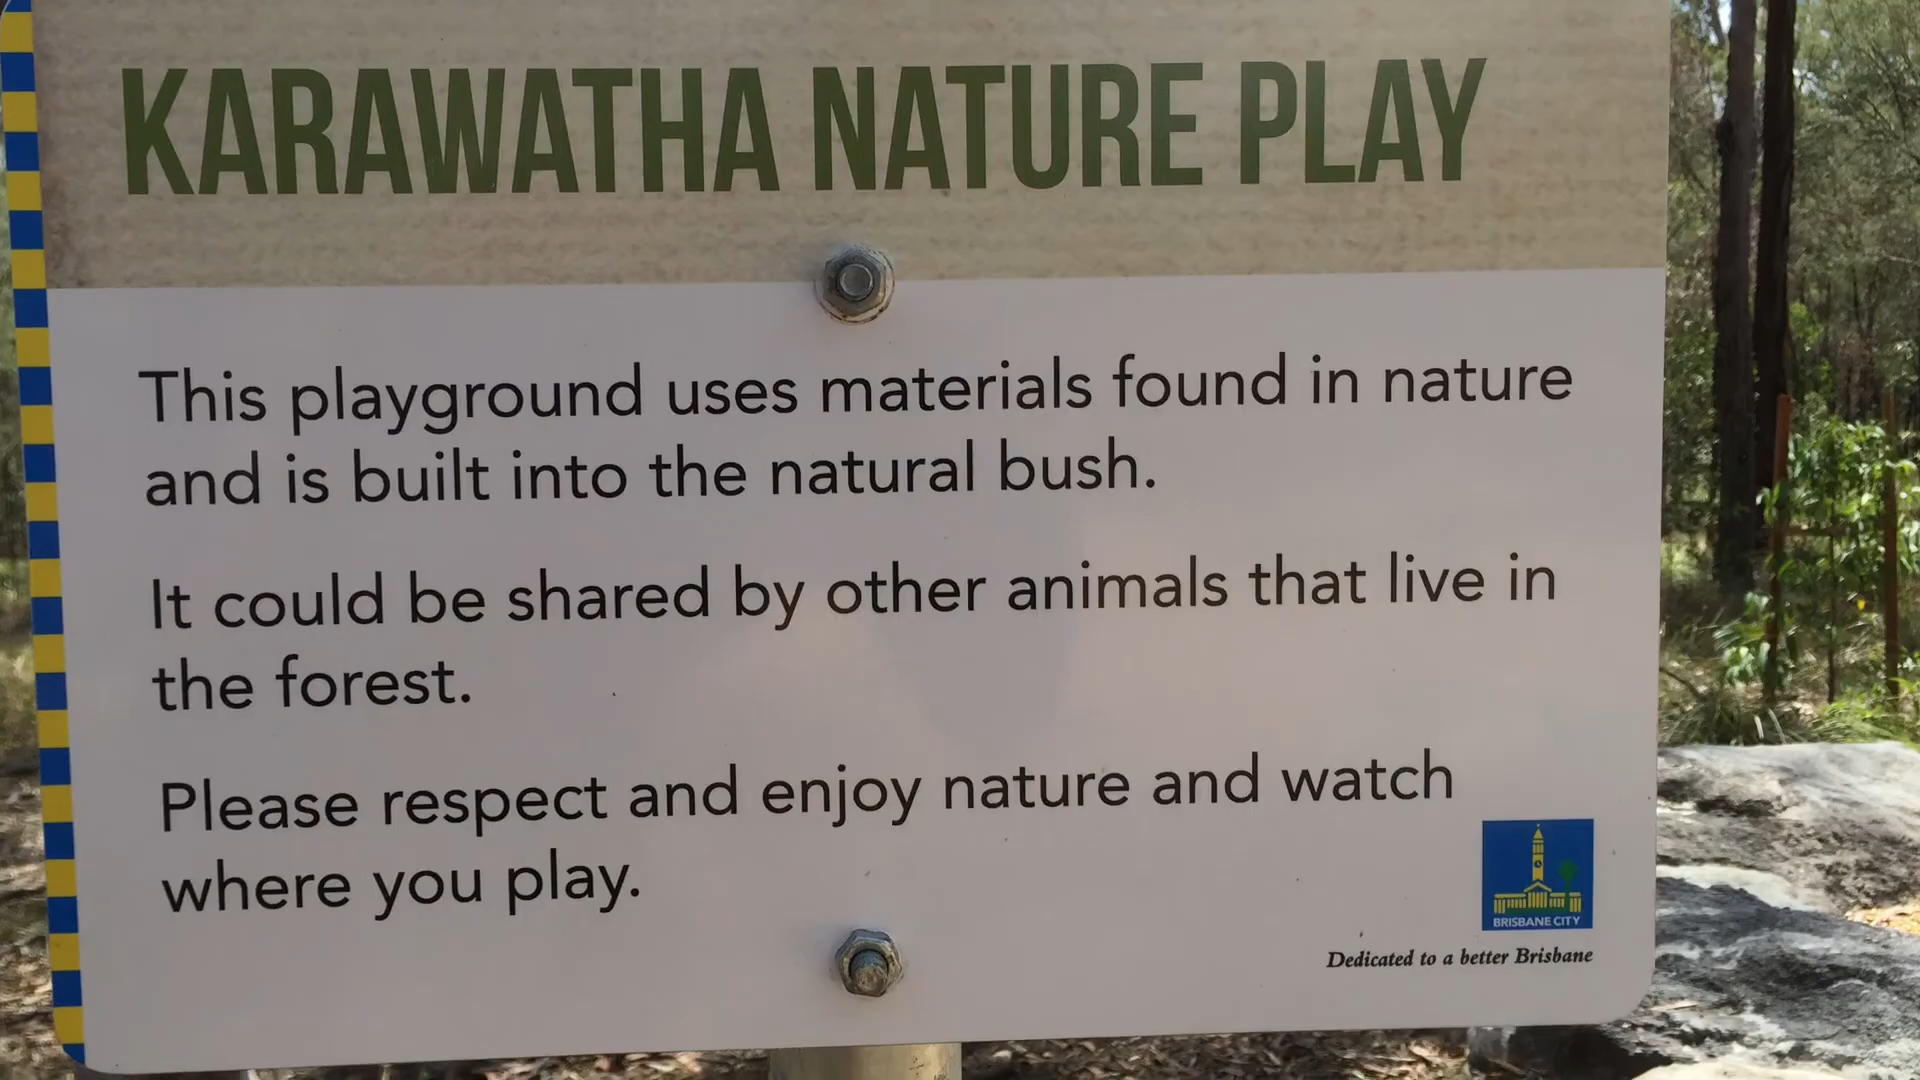 KARAWATHA NATURE PLAY
This playground uses materials found in nature
and is built into the natural bush.
It could be shared by other animals that live in
the forest.
Please respect and enjoy nature and watch
where you play.
BRISBANE CITY
Dedicated to a better Brisbane